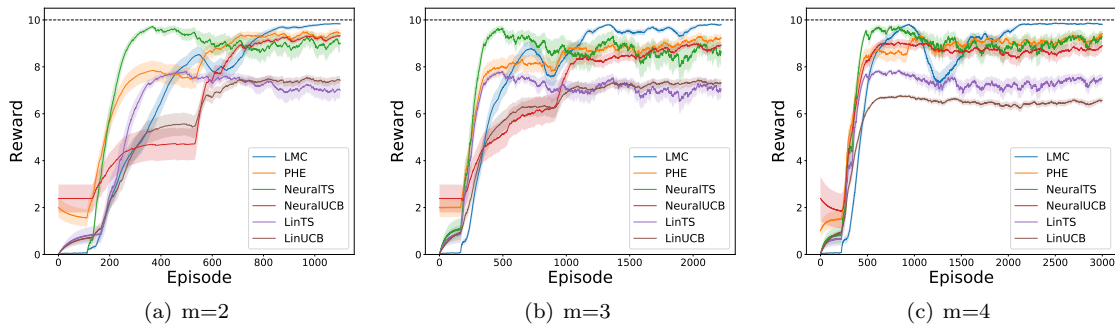 10
8
6
4
2
0
Reward
LMC
PHE
NeuralTS
NeuralUCB
LinTS
LinUCB
0 200 400 600 800 1000
Episode
(a) m=2
10
8
6
4
2
0
Reward
LMC
PHE
NeuralTS
NeuralUCB
LinTS
LinUCB
0 500 1000 1500 2000
Episode
(b) m=3
10
8
6
4
2
0
Reward
LMC
PHE
NeuralTS
NeuralUCB
LinTS
LinUCB
0 500 1000 1500 2000 2500 3000
Episode
(c) m=4